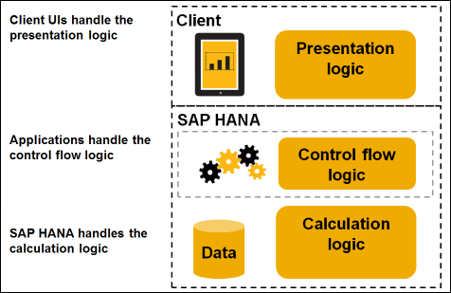 Client UIs handle the
presentation logic
Client
Presentation
logic
SAP HANA
Applications handle the
control flow logic
Control flow
logic
SAP HANA handles the
calculation logic
Data
Calculation
logic